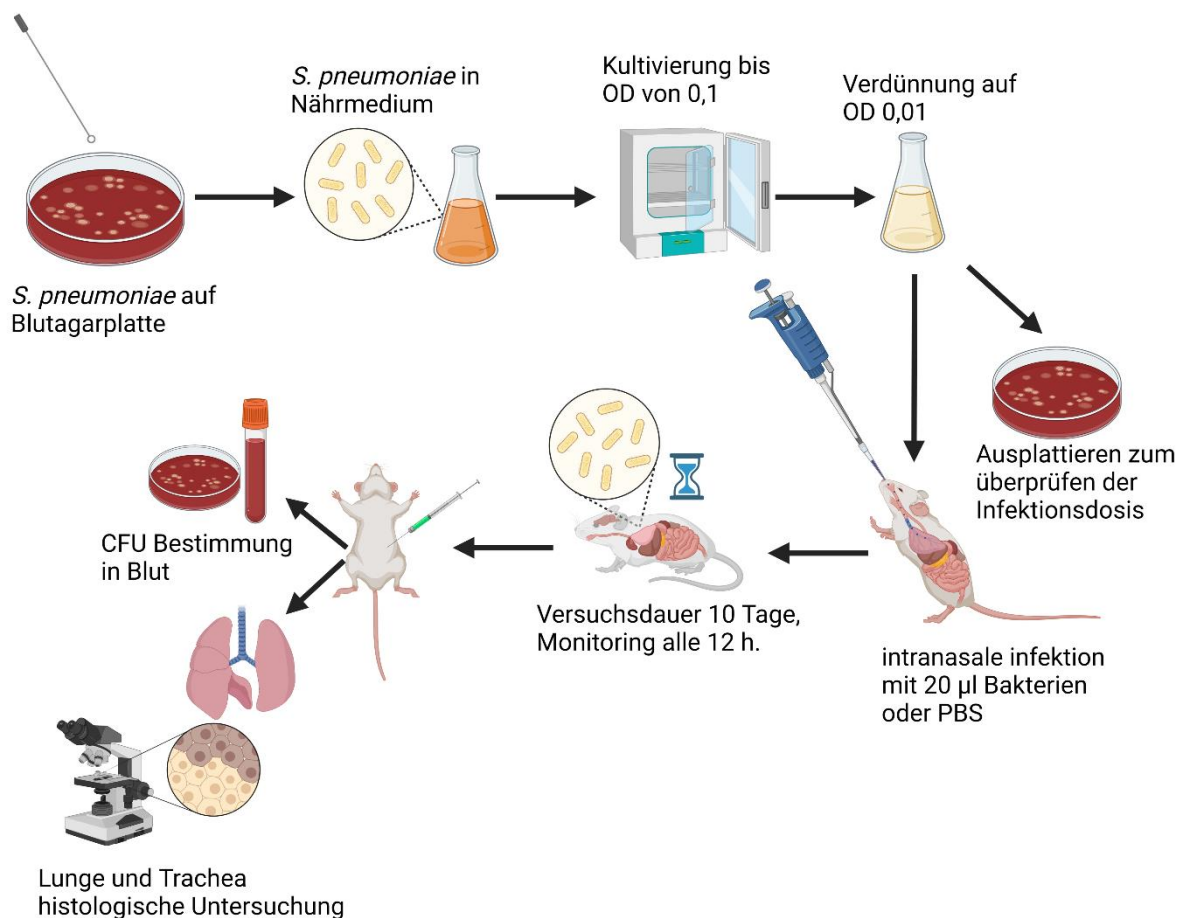 S. pneumoniae auf
Blutagarplatte
S. pneumoniae in
Nährmedium
Kultivierung bis
OD von 0,1
Verdünnung auf
OD 0,01
Ausplattieren zum
überprüfen der
Infektionsdosis
intranasale infektion
mit 20 µl Bakterien
oder PBS
Versuchsdauer 10 Tage,
Monitoring alle 12 h.
CFU Bestimmung
in Blut
Lunge und Trachea
histologische Untersuchung